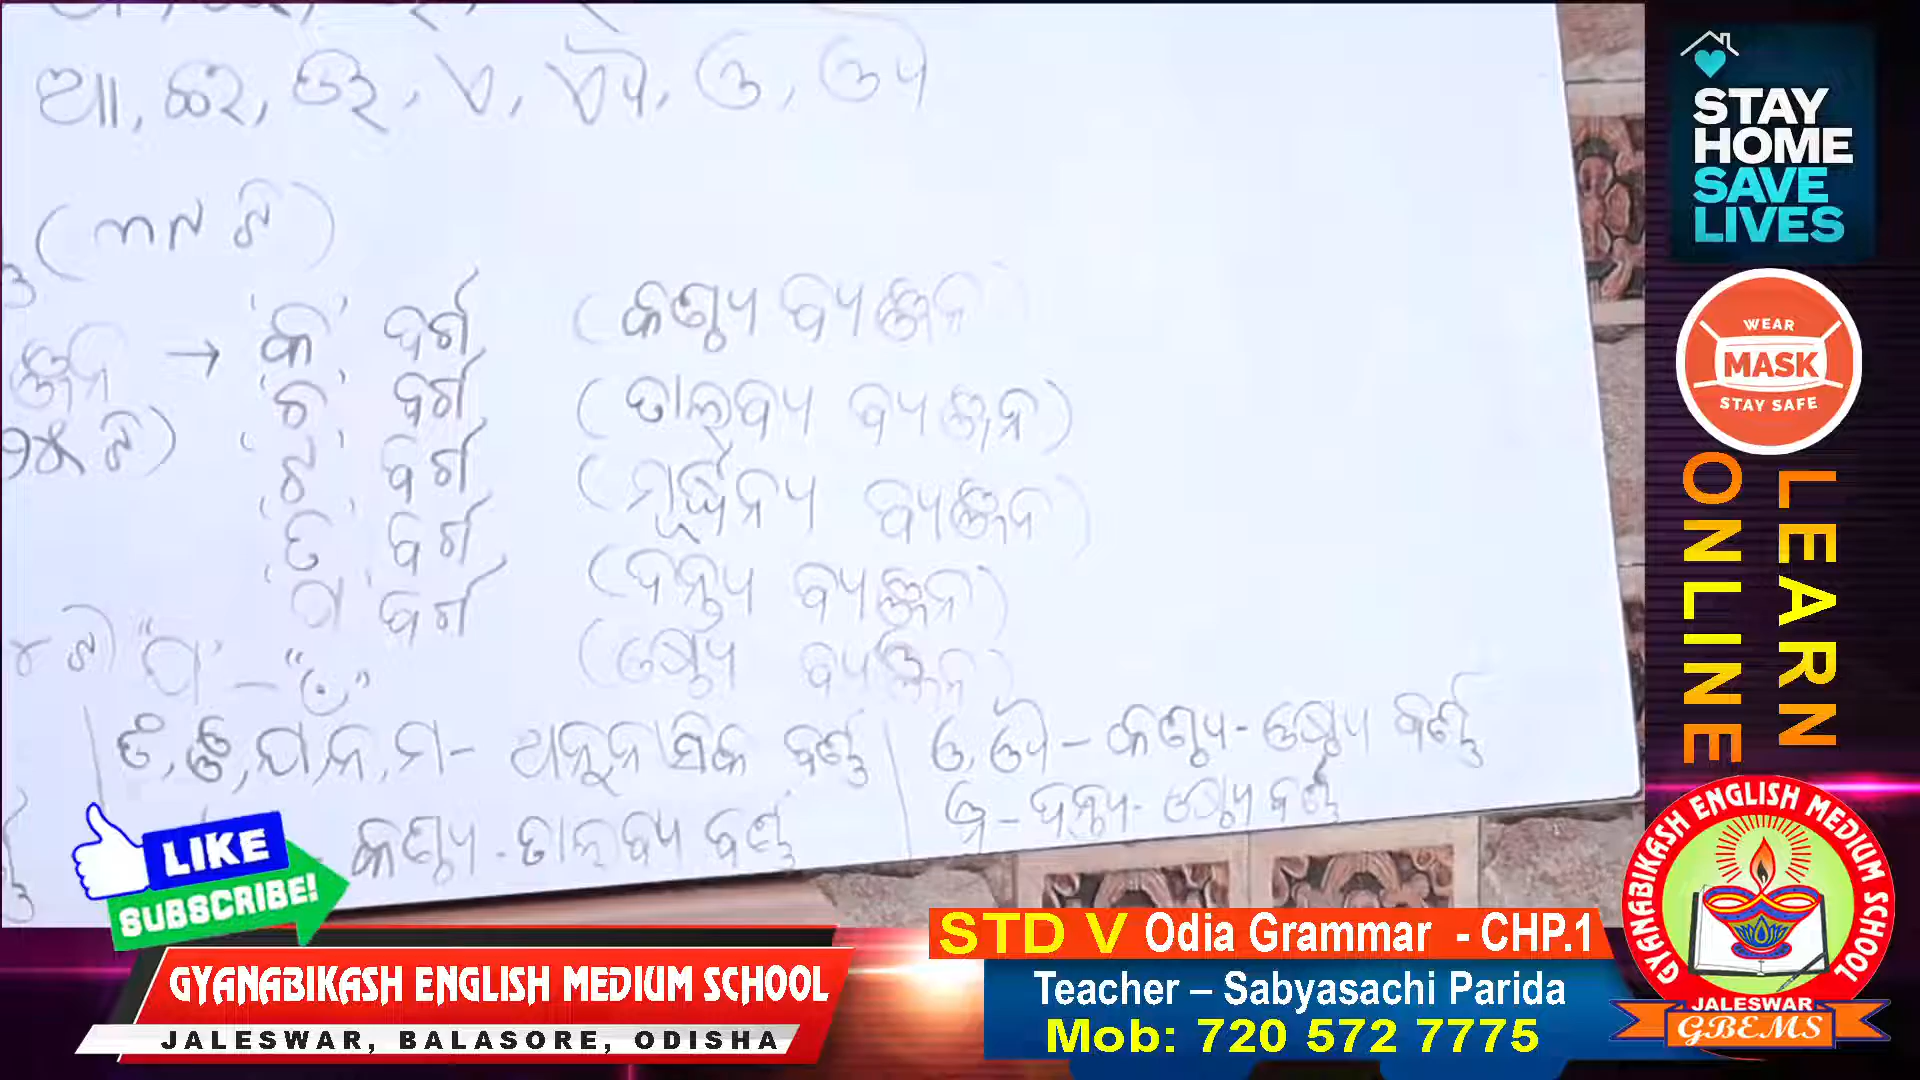 ଆ, ଈ, ଊ, ଏ, ଐ, ଓ, ଔ
(୩୩ ଟି)
ଞ୍ଜନ → 'କ' ବର୍ଗ (କଣ୍ଠ୍ୟ ବ୍ୟଞ୍ଜନ)
୨୫ ଟି) 'ଚ' ବର୍ଗ (ତାଲବ୍ୟ ବ୍ୟଞ୍ଜନ)
'ଟ' ବର୍ଗ (ମୂର୍ଦ୍ଧନ୍ୟ ବ୍ୟଞ୍ଜନ)
'ତ' ବର୍ଗ (ଦନ୍ତ୍ୟ ବ୍ୟଞ୍ଜନ)
'ପ' ବର୍ଗ (ଓଷ୍ଠ୍ୟ ବ୍ୟଞ୍ଜନ)
ଙ, ଞ, ଣ, ନ, ମ - ଅନୁନାସିକ ବର୍ଣ୍ଣ
କଣ୍ଠ୍ୟ - ତାଲବ୍ୟ ବର୍ଣ୍ଣ
ଓ, ଔ - କଣ୍ଠ୍ୟ - ଓଷ୍ଠ୍ୟ ବର୍ଣ୍ଣ
ୱ - ଦନ୍ତ୍ୟ - ଓଷ୍ଠ୍ୟ ବର୍ଣ୍ଣ
LIKE
SUBSCRIBE!
GYANABIKASH ENGLISH MEDIUM SCHOOL
JALESWAR, BALASORE, ODISHA
STD V Odia Grammar - CHP.1
Teacher – Sabyasachi Parida
Mob: 720 572 7775
STAY
HOME
SAVE
LIVES
WEAR
MASK
STAY SAFE
LEARN
ONLINE
GYANABIKASH ENGLISH MEDIUM SCHOOL
JALESWAR
GBEMS